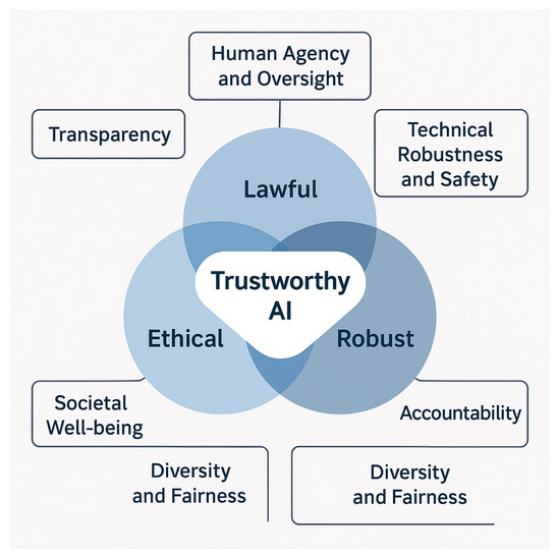 Human Agency
and Oversight
Transparency
Technical
Robustness
and Safety
Lawful
Trustworthy
AI
Ethical
Robust
Societal
Well-being
Accountability
Diversity
and Fairness
Diversity
and Fairness